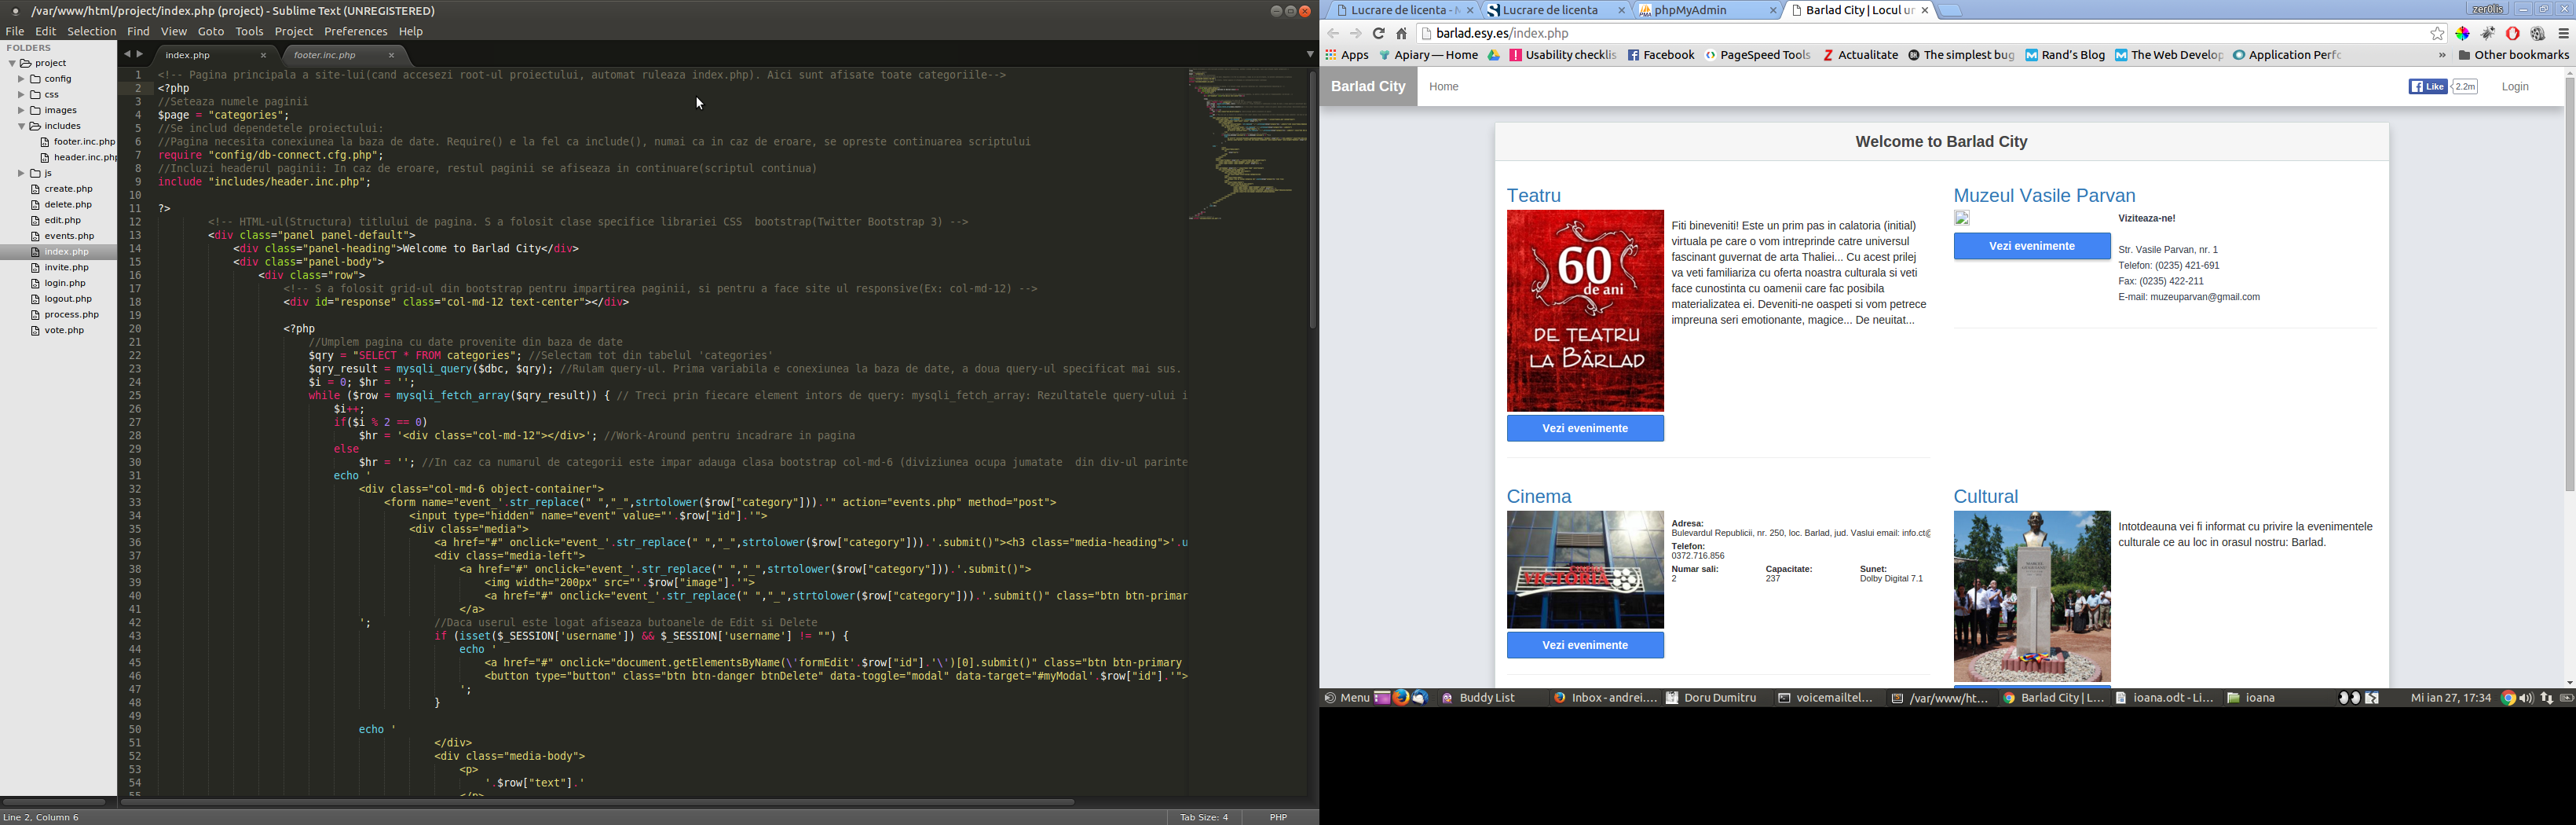 /var/www/html/project/index.php (project) - Sublime Text (UNREGISTERED)
File Edit Selection Find View Goto Tools Project Preferences Help
FOLDERS
project
config
css
images
includes
footer.inc.php
header.inc.php
js
create.php
delete.php
edit.php
events.php
index.php
invite.php
login.php
logout.php
process.php
vote.php
index.php
footer.inc.php
1 <!-- Pagina principala a site-lui(cand accesezi root-ul proiectului, automat ruleaza index.php). Aici sunt afisate toate categoriile-->
2 <?php
3 //Seteaza numele paginii
4 $page = "categories";
5 //Se includ dependetele proiectului:
6 //Pagina necesita conexiunea la baza de date. Require() e la fel ca include(), numai ca in caz de eroare, se opreste continuarea scriptului
7 require "config/db-connect.cfg.php";
8 //Incluzi headerul paginii: In caz de eroare, restul paginii se afiseaza in continuare(scriptul continua)
9 include "includes/header.inc.php";
10
11 ?>
12 <!-- HTML-ul(Structura) titlului de pagina. S a folosit clase specifice librariei CSS  bootstrap(Twitter Bootstrap 3) -->
13 <div class="panel panel-default">
14 <div class="panel-heading">Welcome to Barlad City</div>
15 <div class="panel-body">
16 <div class="row">
17 <!-- S a folosit grid-ul din bootstrap pentru impartirea paginii, si pentru a face site ul responsive(Ex: col-md-12) -->
18 <div id="response" class="col-md-12 text-center"></div>
19
20 <?php
21 //Umplem pagina cu date provenite din baza de date
22 $qry = "SELECT * FROM categories"; //Selectam tot din tabelul 'categories'
23 $qry_result = mysqli_query($dbc, $qry); //Rulam query-ul. Prima variabila e conexiunea la baza de date, a doua query-ul specificat mai sus.
24 $i = 0; $hr = '';
25 while ($row = mysqli_fetch_array($qry_result)) { // Treci prin fiecare element intors de query: mysqli_fetch_array: Rezultatele query-ului i
26 $i++;
27 if($i % 2 == 0)
28 $hr = '<div class="col-md-12"></div>'; //Work-Around pentru incadrare in pagina
29 else
30 $hr = ''; //In caz ca numarul de categorii este impar adauga clasa bootstrap col-md-6 (diviziunea ocupa jumatate  din div-ul parinte
31 echo '
32 <div class="col-md-6 object-container">
33 <form name="event_'.str_replace(" ","_",strtolower($row["category"])).'" action="events.php" method="post">
34 <input type="hidden" name="event" value="'.$row["id"].'">
35 <div class="media">
36 <a href="#" onclick="event_'.str_replace(" ","_",strtolower($row["category"])).'.submit()"><h3 class="media-heading">'.u
37 <div class="media-left">
38 <a href="#" onclick="event_'.str_replace(" ","_",strtolower($row["category"])).'.submit()">
39 <img width="200px" src="'.$row["image"].'">
40 <a href="#" onclick="event_'.str_replace(" ","_",strtolower($row["category"])).'.submit()" class="btn btn-primar
41 </a>
42 '; //Daca userul este logat afiseaza butoanele de Edit si Delete
43 if (isset($_SESSION['username']) && $_SESSION['username'] != "") {
44 echo '
45 <a href="#" onclick="document.getElementsByName(\'formEdit'.$row["id"].'\')[0].submit()" class="btn btn-primary
46 <button type="button" class="btn btn-danger btnDelete" data-toggle="modal" data-target="#myModal'.$row["id"].'">
47 ';
48 }
49
50 echo '
51 </div>
52 <div class="media-body">
53 <p>
54 '.$row["text"].'
55 </p>
Line 2, Column 6
Tab Size: 4
PHP
Lucrare de licenta - M
Lucrare de licenta
phpMyAdmin
Barlad City | Locul un
zer0lis
barlad.esy.es/index.php
Apps Apiary — Home Usability checklis Facebook PageSpeed Tools Actualitate The simplest bug Rand's Blog The Web Develop Application Perfo » Other bookmarks
Barlad City Home Like 2.2m Login
Welcome to Barlad City
Teatru
60
de ani
DE TEATRU
LA BÂRLAD
Fiti bineveniti! Este un prim pas in calatoria (initial)
virtuala pe care o vom intreprinde catre universul
fascinant guvernat de arta Thaliei... Cu acest prilej
va veti familiariza cu oferta noastra culturala si veti
face cunostinta cu oamenii care fac posibila
materializatea ei. Deveniti-ne oaspeti si vom petrece
impreuna seri emotionante, magice... De neuitat...
Vezi evenimente
Muzeul Vasile Parvan
Vezi evenimente
Viziteaza-ne!
Str. Vasile Parvan, nr. 1
Telefon: (0235) 421-691
Fax: (0235) 422-211
E-mail: muzeuparvan@gmail.com
Cinema
VICTORIA
Adresa:
Bulevardul Republicii, nr. 250, loc. Barlad, jud. Vaslui email: info.ct@
Telefon:
0372.716.856
Numar sali: Capacitate: Sunet:
2 237 Dolby Digital 7.1
Vezi evenimente
Cultural
Intotdeauna vei fi informat cu privire la evenimentele
culturale ce au loc in orasul nostru: Barlad.
Menu Buddy List Inbox - andrei.... Doru Dumitru voicemailtel... /var/www/ht... Barlad City | L... ioana.odt - Li... ioana Mi ian 27, 17:34